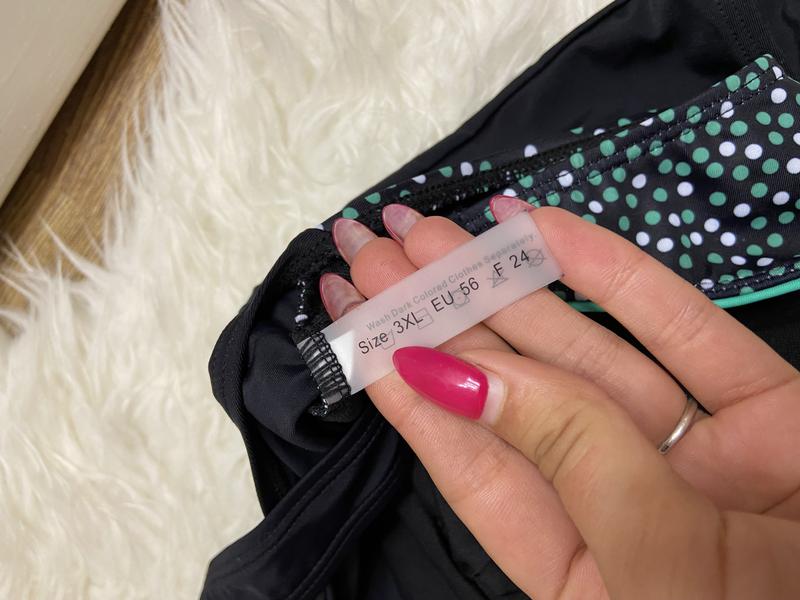 Wash Dark Colored Clothes Separately
Size 3XL EU 56 F 24